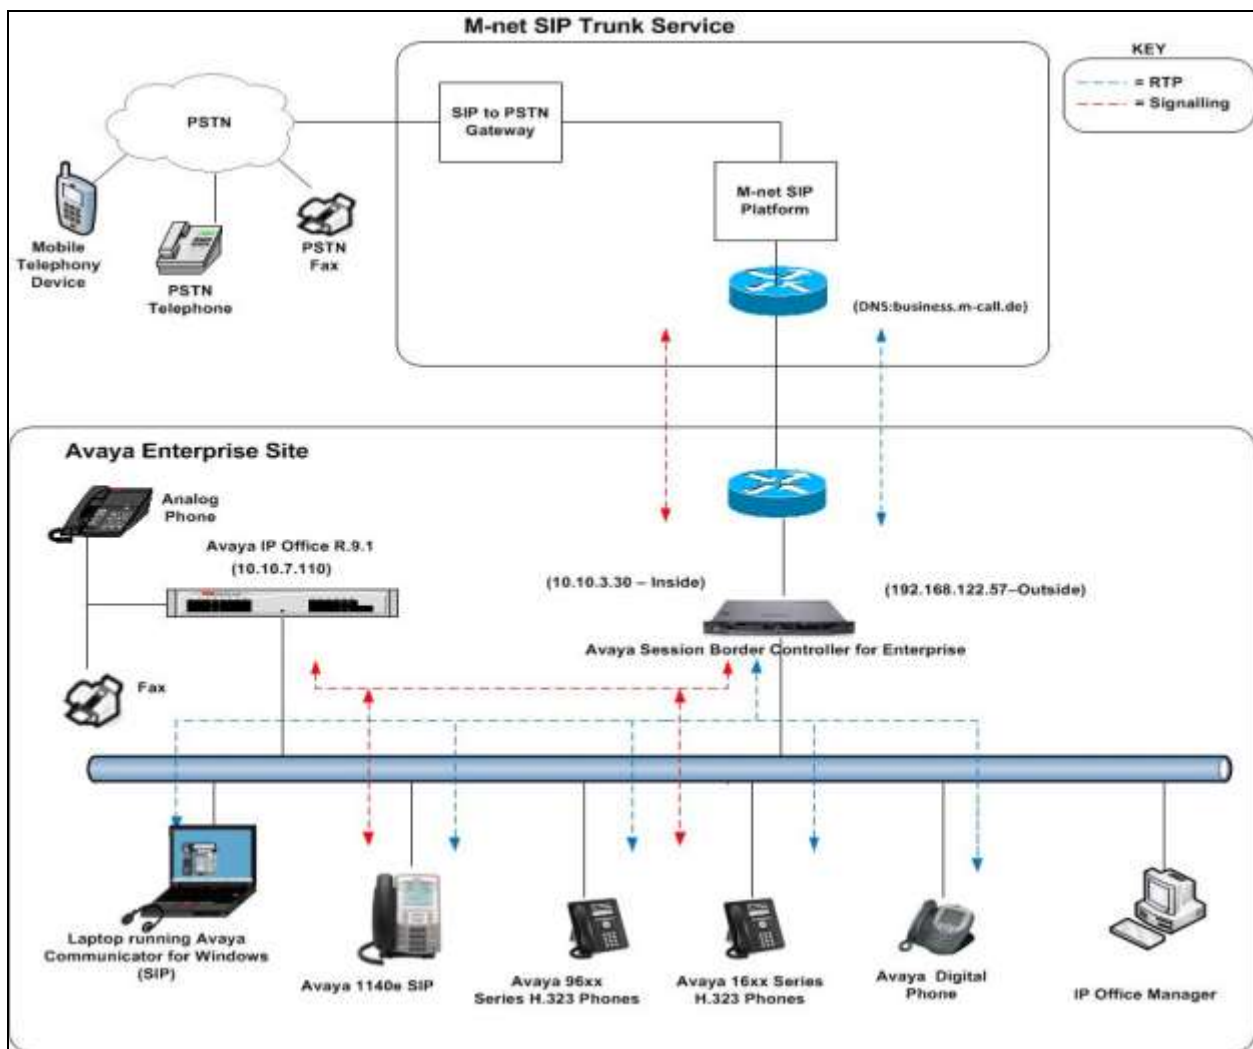 M-net SIP Trunk Service
KEY
= RTP
= Signalling
SIP to PSTN
Gateway
PSTN
M-net SIP
Platform
Mobile
Telephony
Device
PSTN
Telephone
PSTN
Fax
(DNS:business.m-call.de)
Avaya Enterprise Site
Analog
Phone
Avaya IP Office R.9.1
(10.10.7.110)
(10.10.3.30 – Inside)
(192.168.122.57–Outside)
Avaya Session Border Controller for Enterprise
Fax
Laptop running Avaya
Communicator for Windows
(SIP)
Avaya 1140e SIP
Avaya 96xx
Series H.323 Phones
Avaya 16xx Series
H.323 Phones
Avaya Digital
Phone
IP Office Manager